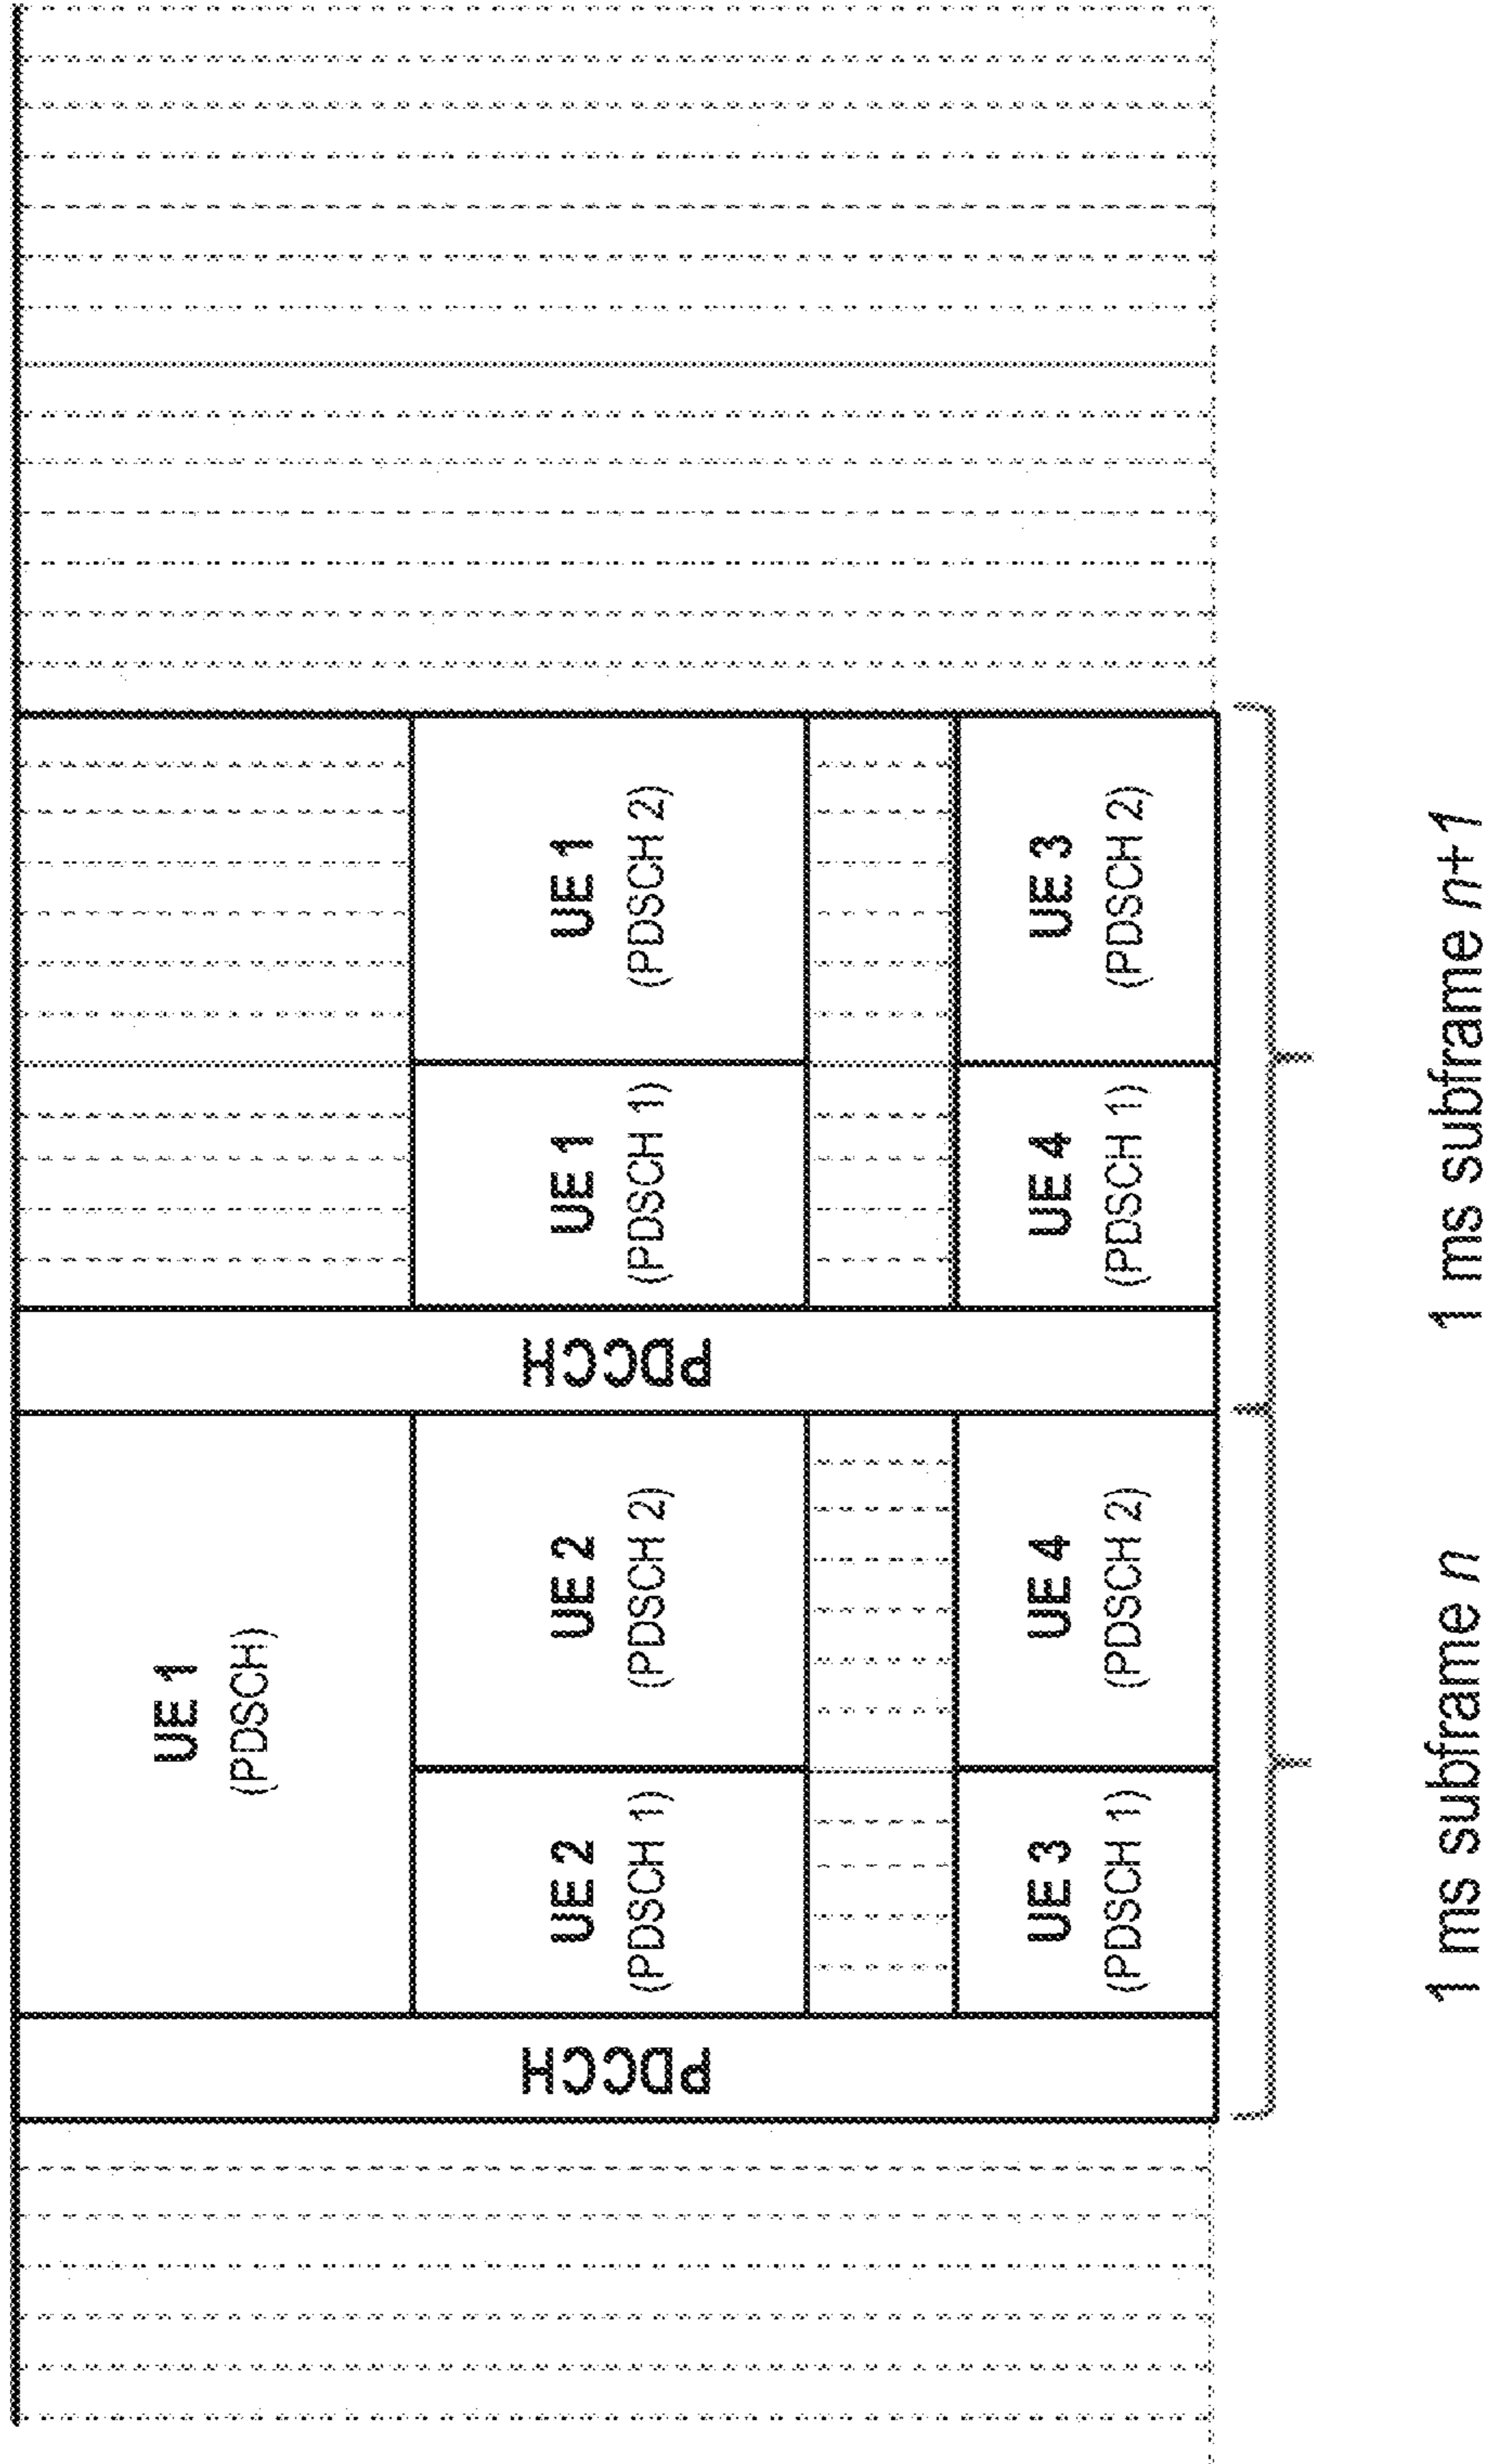 PDCCH
UE 1
(PDSCH)
UE 2
(PDSCH 1)
UE 2
(PDSCH 2)
UE 3
(PDSCH 1)
UE 4
(PDSCH 2)
PDCCH
UE 1
(PDSCH 1)
UE 1
(PDSCH 2)
UE 4
(PDSCH 1)
UE 3
(PDSCH 2)
1 ms subframe n
1 ms subframe n+1